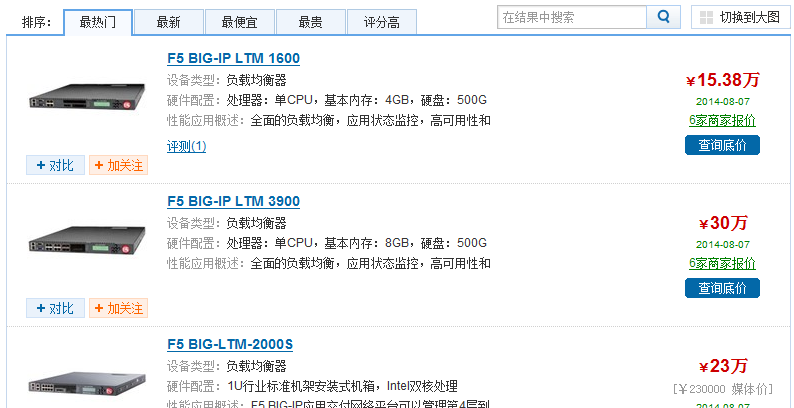 排序： 最热门 最新 最便宜 最贵 评分高 在结果中搜索 切换到大图
F5 BIG-IP LTM 1600
设备类型：负载均衡器
硬件配置：处理器：单CPU，基本内存：4GB，硬盘：500G
性能应用概述：全面的负载均衡，应用状态监控，高可用性和
评测(1)
+ 对比 + 加关注
¥15.38万
2014-08-07
6家商家报价
查询底价
F5 BIG-IP LTM 3900
设备类型：负载均衡器
硬件配置：处理器：单CPU，基本内存：8GB，硬盘：500G
性能应用概述：全面的负载均衡，应用状态监控，高可用性和
+ 对比 + 加关注
¥30万
2014-08-07
6家商家报价
查询底价
F5 BIG-LTM-2000S
设备类型：负载均衡器
硬件配置：1U行业标准机架安装式机箱，Intel双核处理
性能应用概述：F5 BIG-IP应用交付网络平台可以管理第4层到
¥23万
[¥230000 媒体价]
2014-08-07